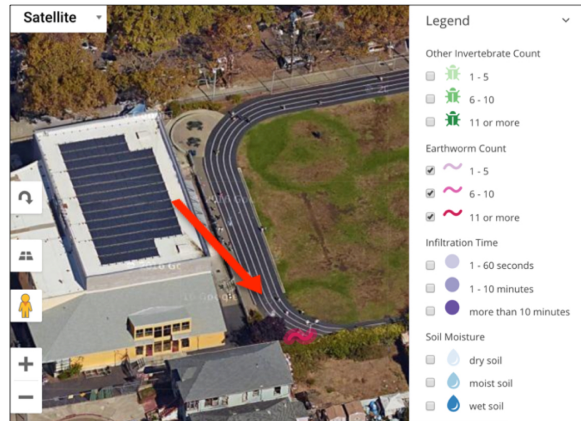 Satellite
Legend
Other Invertebrate Count
1 - 5
6 - 10
11 or more
Earthworm Count
1 - 5
6 - 10
11 or more
Infiltration Time
1 - 60 seconds
1 - 10 minutes
more than 10 minutes
Soil Moisture
dry soil
moist soil
wet soil